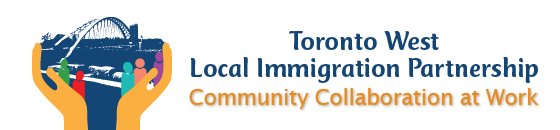 Toronto West
Local Immigration Partnership
Community Collaboration at Work